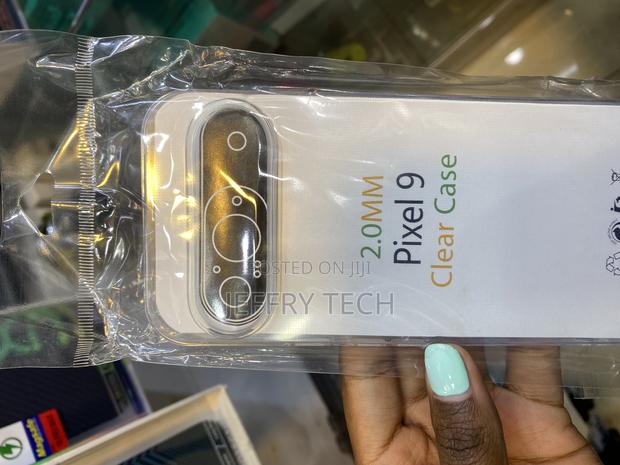 2.0MM
Pixel 9
Clear Case
POSTED ON JIJI
JEFFRY TECH